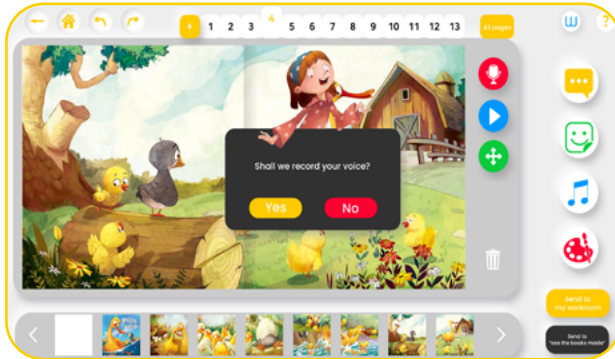 + 1 2 3 4 5 6 7 8 9 10 11 12 13 All pages
W ?
Shall we record your voice?
Yes No
Send to
my workroom
Send to
"see the books made"